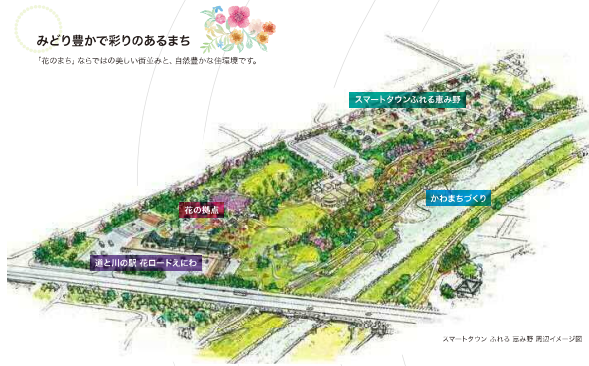 みどり豊かで彩りのあるまち
「花のまち」ならではの美しい街並みと、自然豊かな住環境です。
スマートタウンふれる恵み野
かわまちづくり
花の拠点
道と川の駅 花ロードえにわ
スマートタウン ふれる 恵み野 周辺イメージ図